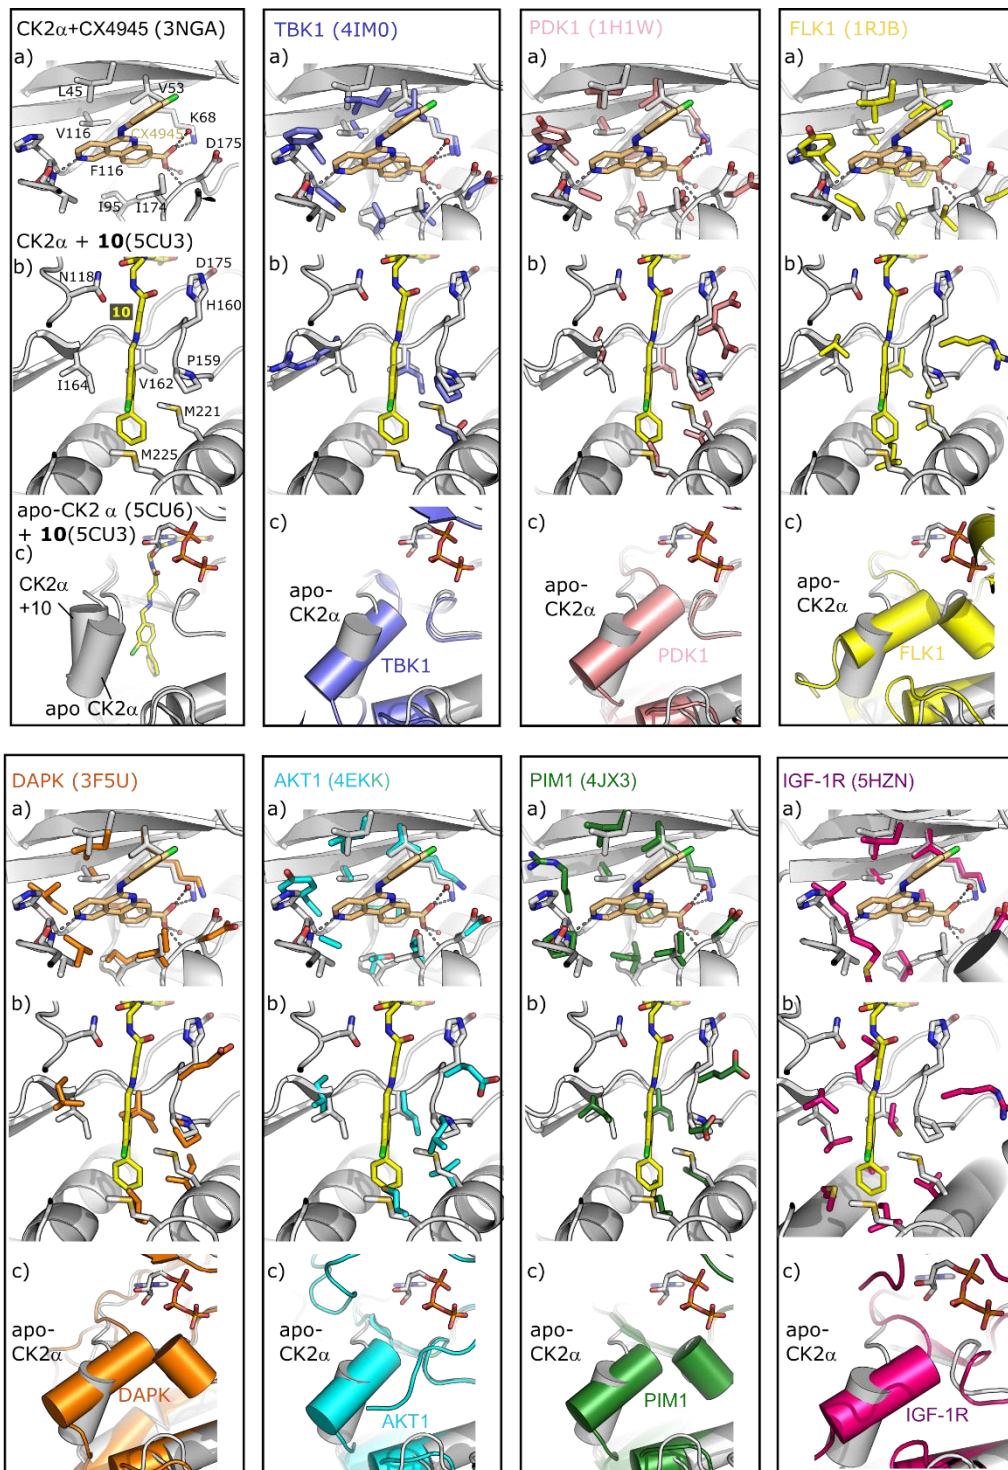 CK2α+CX4945 (3NGA)
a)
L45
V53
K68
V116
CX4945
D175
F116
I95 I174
CK2α + 10(5CU3)
b)
N118
D175
10
H160
P159
I164
V162
M221
M225
apo-CK2 α (5CU6)
+ 10(5CU3)
c)
CK2α
+10
apo CK2α
TBK1 (4IM0)
a)
b)
c)
apo-
CK2α
TBK1
PDK1 (1H1W)
a)
b)
c)
apo-
CK2α
PDK1
FLK1 (1RJB)
a)
b)
c)
apo-
CK2α
FLK1
DAPK (3F5U)
a)
b)
c)
apo-
CK2α
DAPK
AKT1 (4EKK)
a)
b)
c)
apo-
CK2α
AKT1
PIM1 (4JX3)
a)
b)
c)
apo-
CK2α
PIM1
IGF-1R (5HZN)
a)
b)
c)
apo-
CK2α
IGF-1R